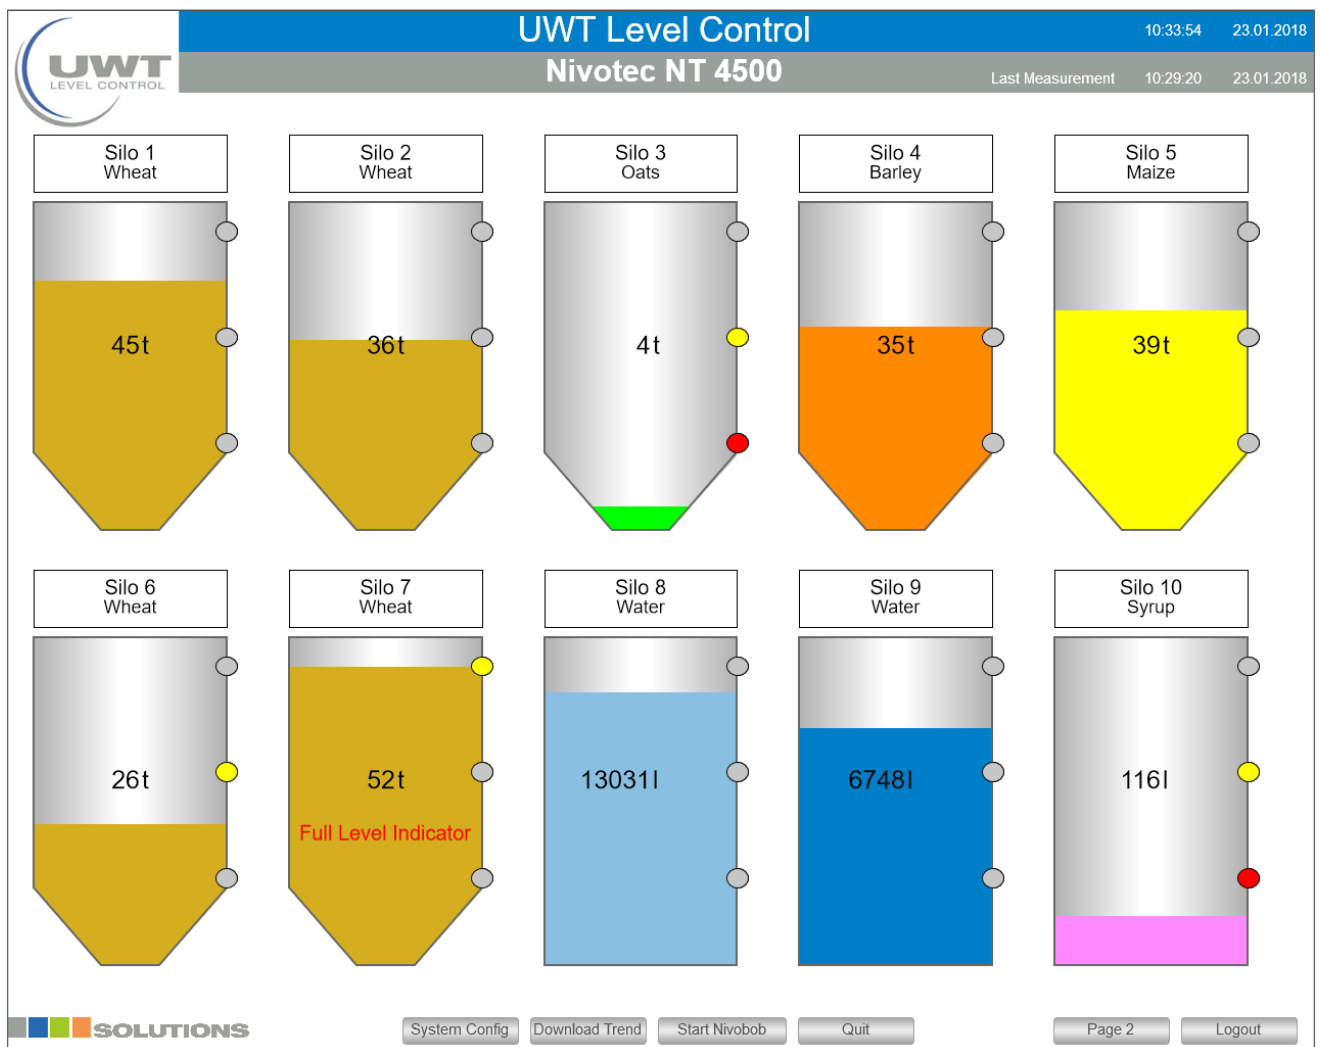 UWT Level Control
10:33:54 23.01.2018
UWT
LEVEL CONTROL
Nivotec NT 4500
Last Measurement 10:29:20 23.01.2018
Silo 1
Wheat
Silo 2
Wheat
Silo 3
Oats
Silo 4
Barley
Silo 5
Maize
45t
36t
4t
35t
39t
Silo 6
Wheat
Silo 7
Wheat
Silo 8
Water
Silo 9
Water
Silo 10
Syrup
26t
52t
13031l
6748l
116l
Full Level Indicator
SOLUTIONS
System Config
Download Trend
Start Nivobob
Quit
Page 2
Logout